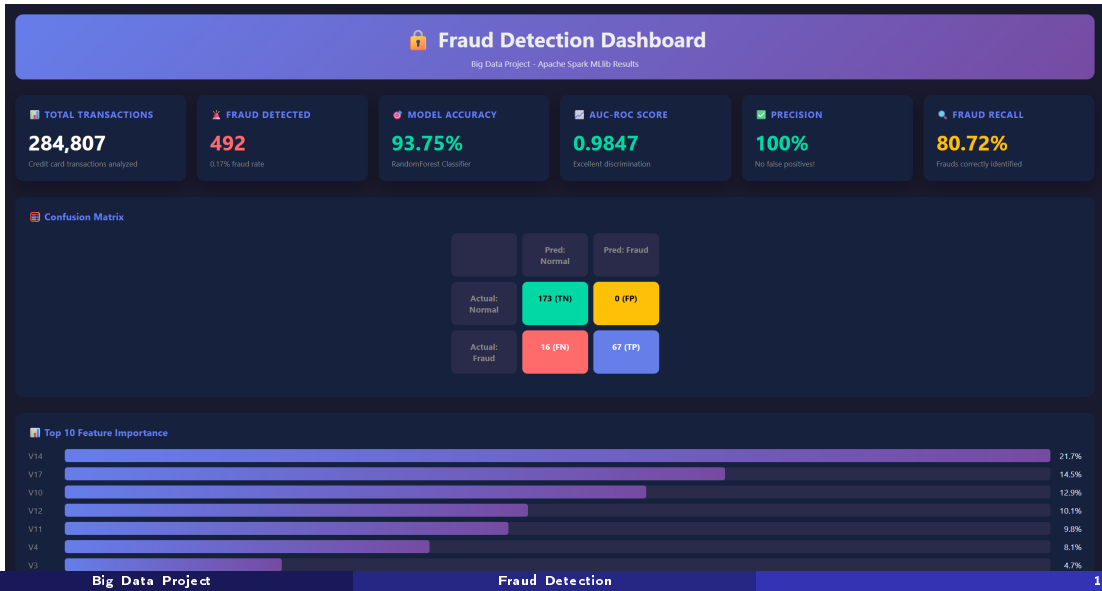 Fraud Detection Dashboard
Big Data Project - Apache Spark MLlib Results
TOTAL TRANSACTIONS
284,807
Credit card transactions analyzed
FRAUD DETECTED
492
0.17% fraud rate
MODEL ACCURACY
93.75%
RandomForest Classifier
AUC-ROC SCORE
0.9847
Excellent discrimination
PRECISION
100%
No false positives!
FRAUD RECALL
80.72%
Frauds correctly identified
Confusion Matrix
Pred:
Normal
Pred: Fraud
Actual:
Normal
173 (TN)
0 (FP)
Actual:
Fraud
16 (FN)
67 (TP)
Top 10 Feature Importance
V14 21.7%
V17 14.5%
V10 12.9%
V12 10.1%
V11 9.8%
V4 8.1%
V3 4.7%
Big Data Project Fraud Detection 1